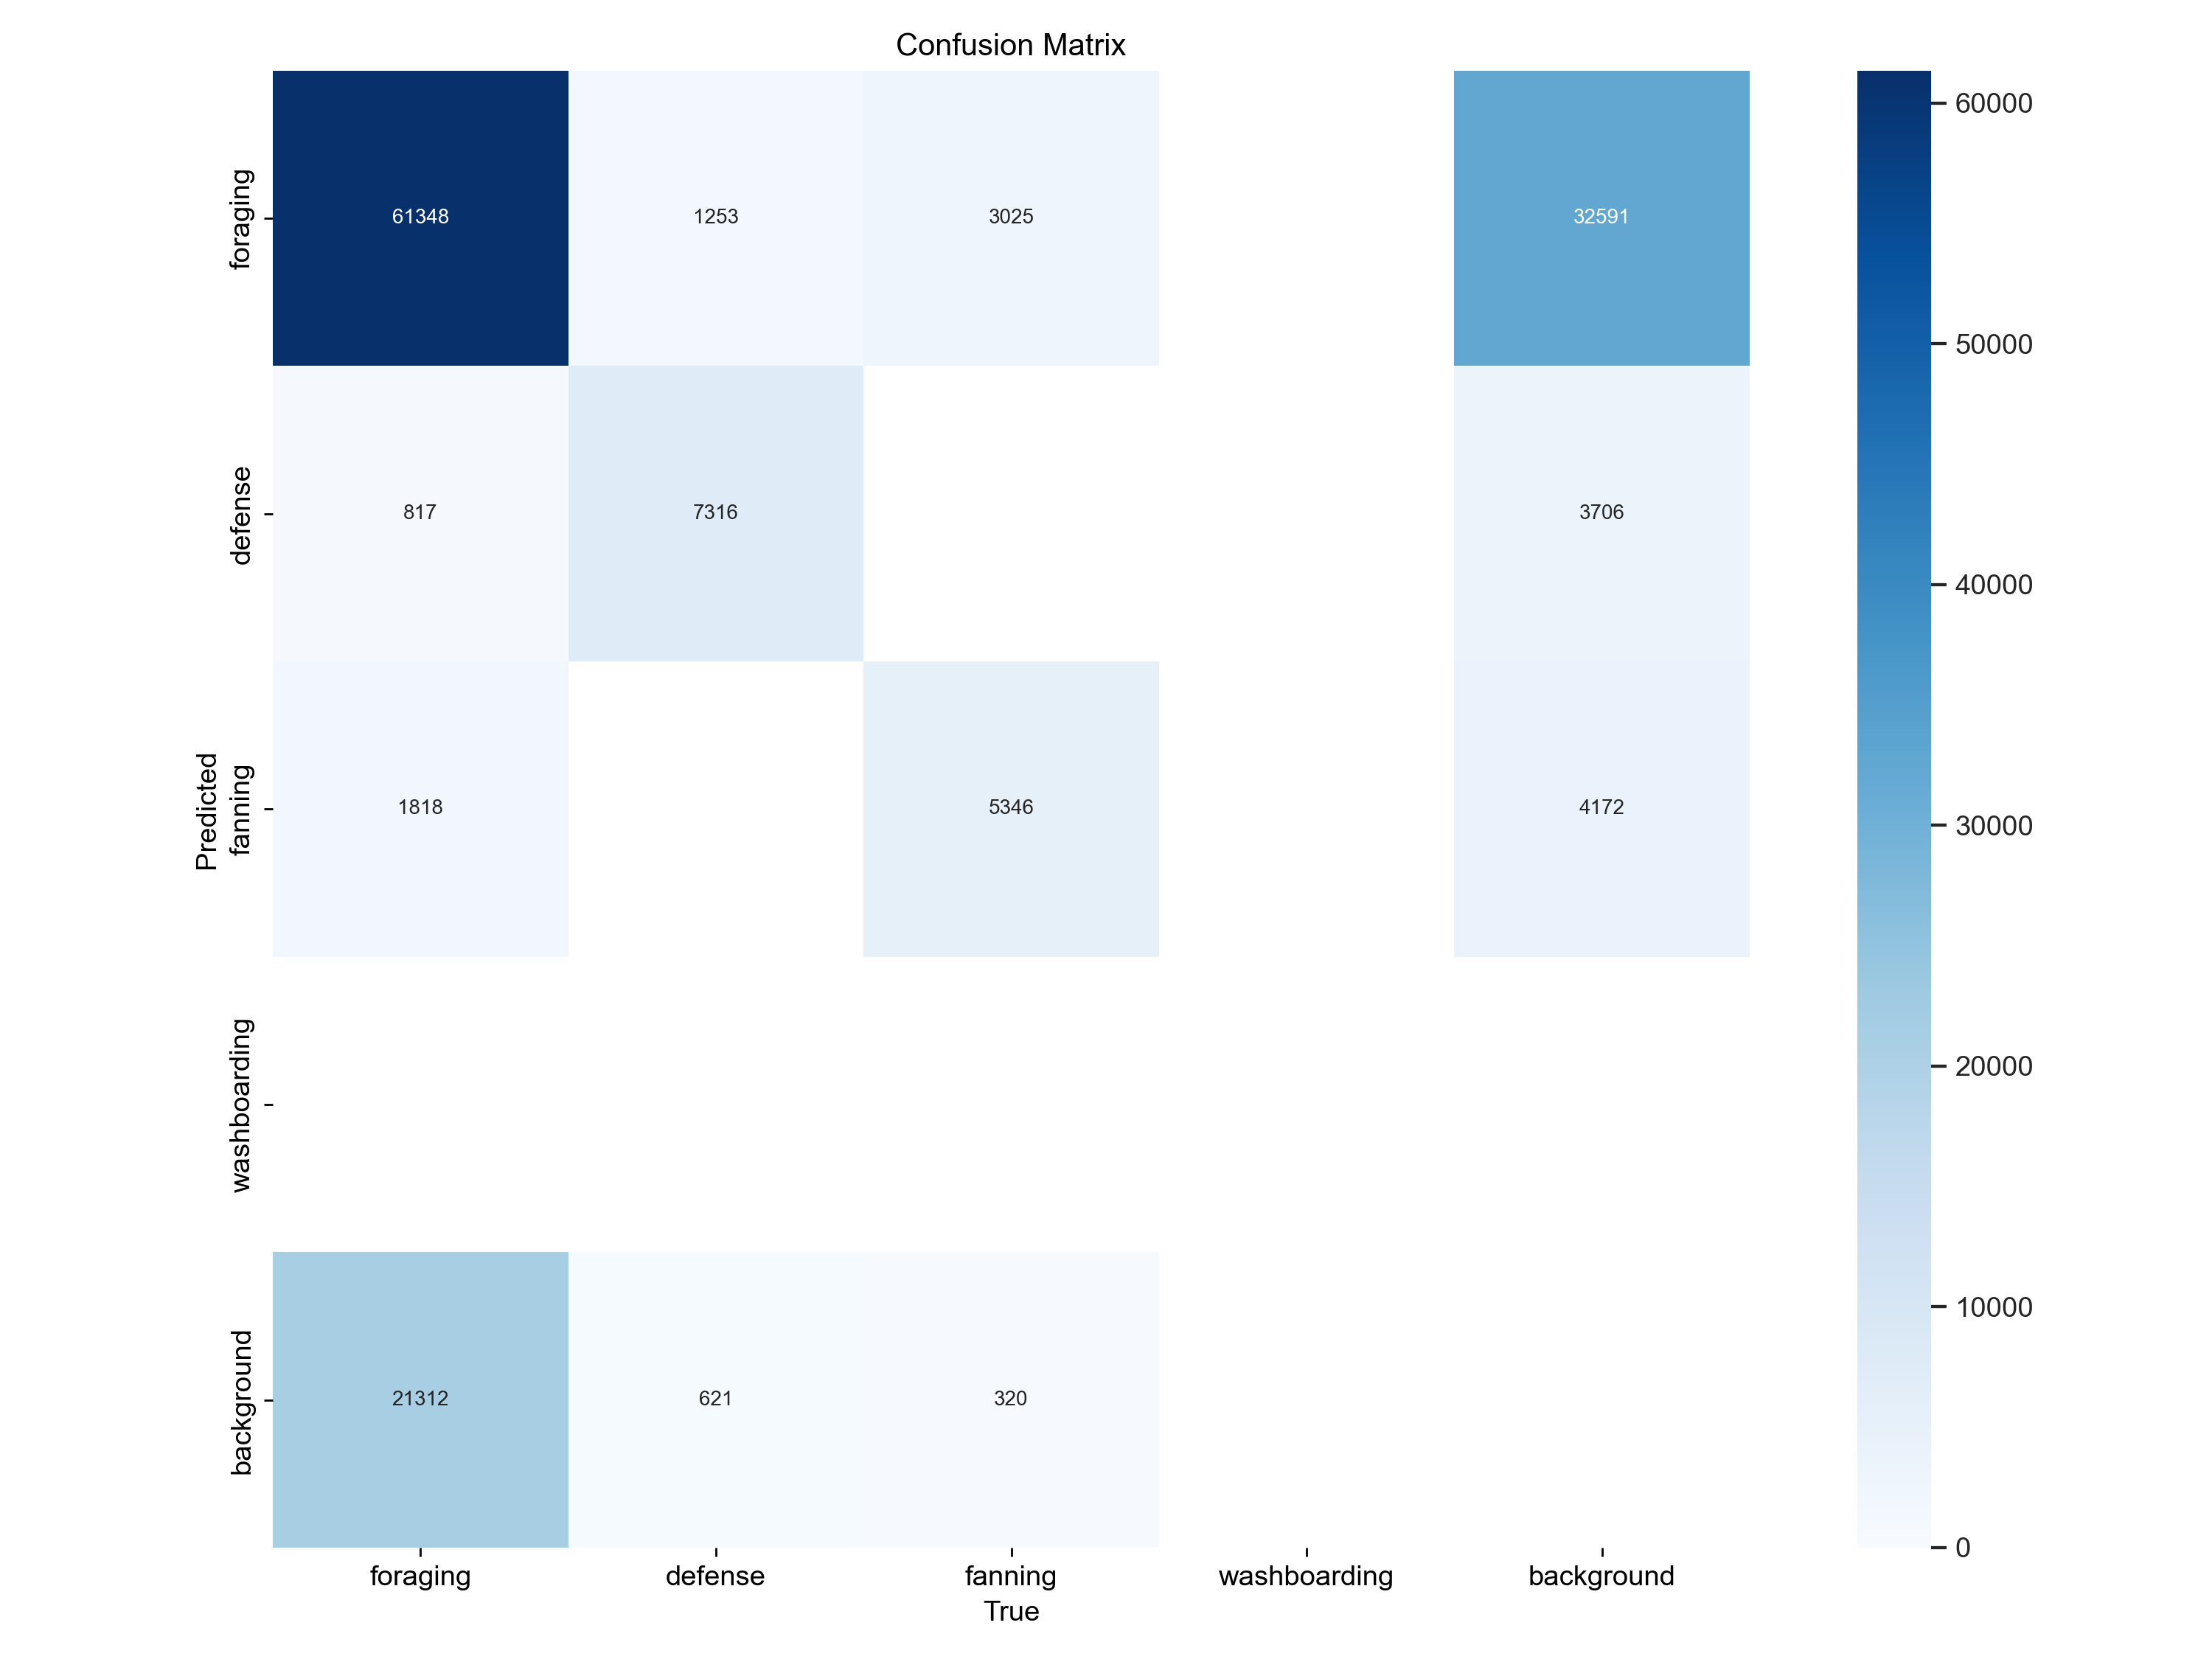 Confusion Matrix
foraging
61348
1253
3025
32591
defense
817
7316
3706
Predicted
fanning
1818
5346
4172
washboarding
background
21312
621
320
foraging
defense
fanning
washboarding
background
True
60000
50000
40000
30000
20000
10000
0